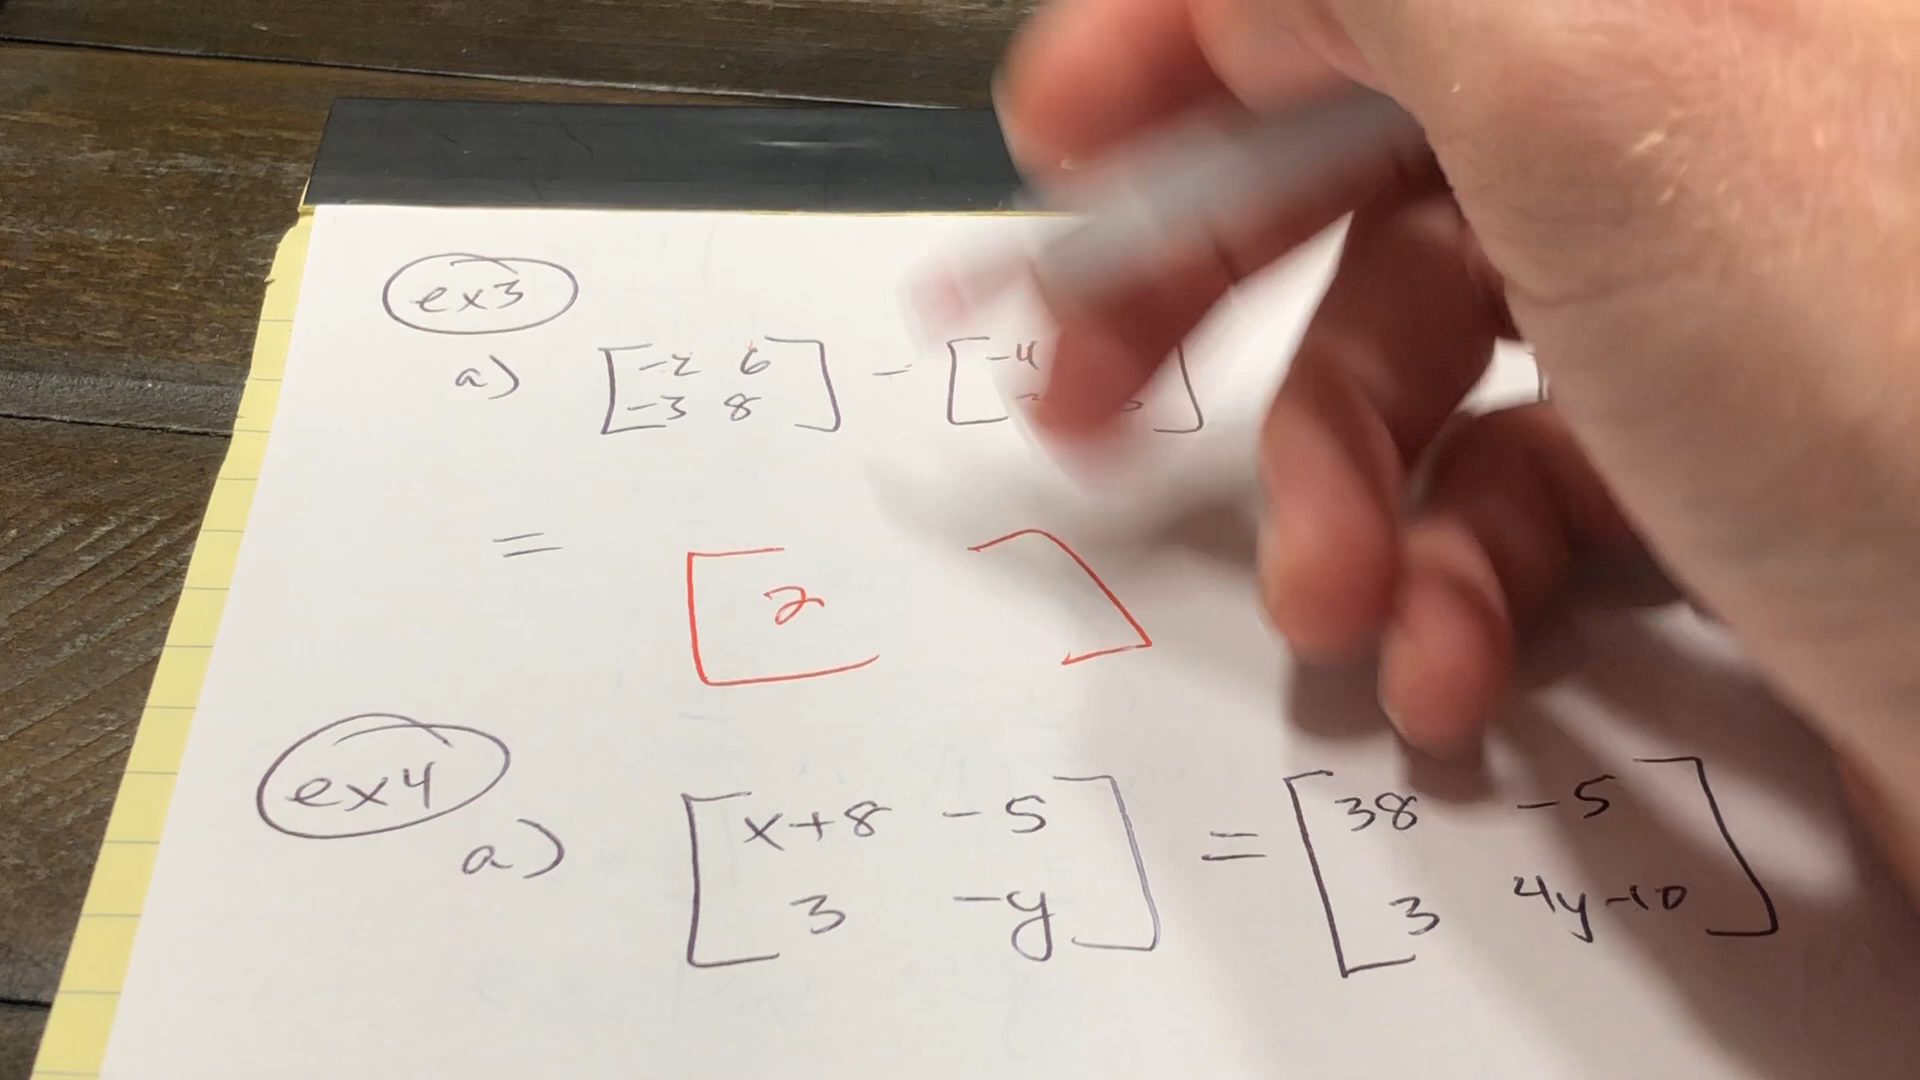 ex3
a) [-2 6] - [-4
[-3 8]
= [2 ]
ex4
a) [x+8 -5] = [38 -5]
[3 -y] [3 4y-10]